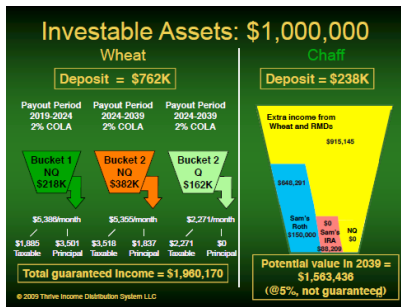 Investable Assets: $1,000,000
Wheat
Deposit = $762K
Payout Period
2019-2024
2% COLA
Payout Period
2024-2039
2% COLA
Payout Period
2024-2039
2% COLA
Bucket 1
NQ
$218K
Bucket 2
NQ
$382K
Bucket 2
Q
$162K
$5,386/month
$5,355/month
$2,271/month
$1,885
Taxable
$3,501
Principal
$3,518
Taxable
$1,837
Principal
$2,271
Taxable
$0
Principal
Total guaranteed Income = $1,960,170
© 2009 Thrive Income Distribution System LLC
Chaff
Deposit = $238K
Extra income from
Wheat and RMDs
$915,145
$648,291
Sam's
Roth
$150,000
$0
Sam's
IRA
$88,209
NQ
$0
Potential value in 2039 =
$1,563,436
(@5%, not guaranteed)